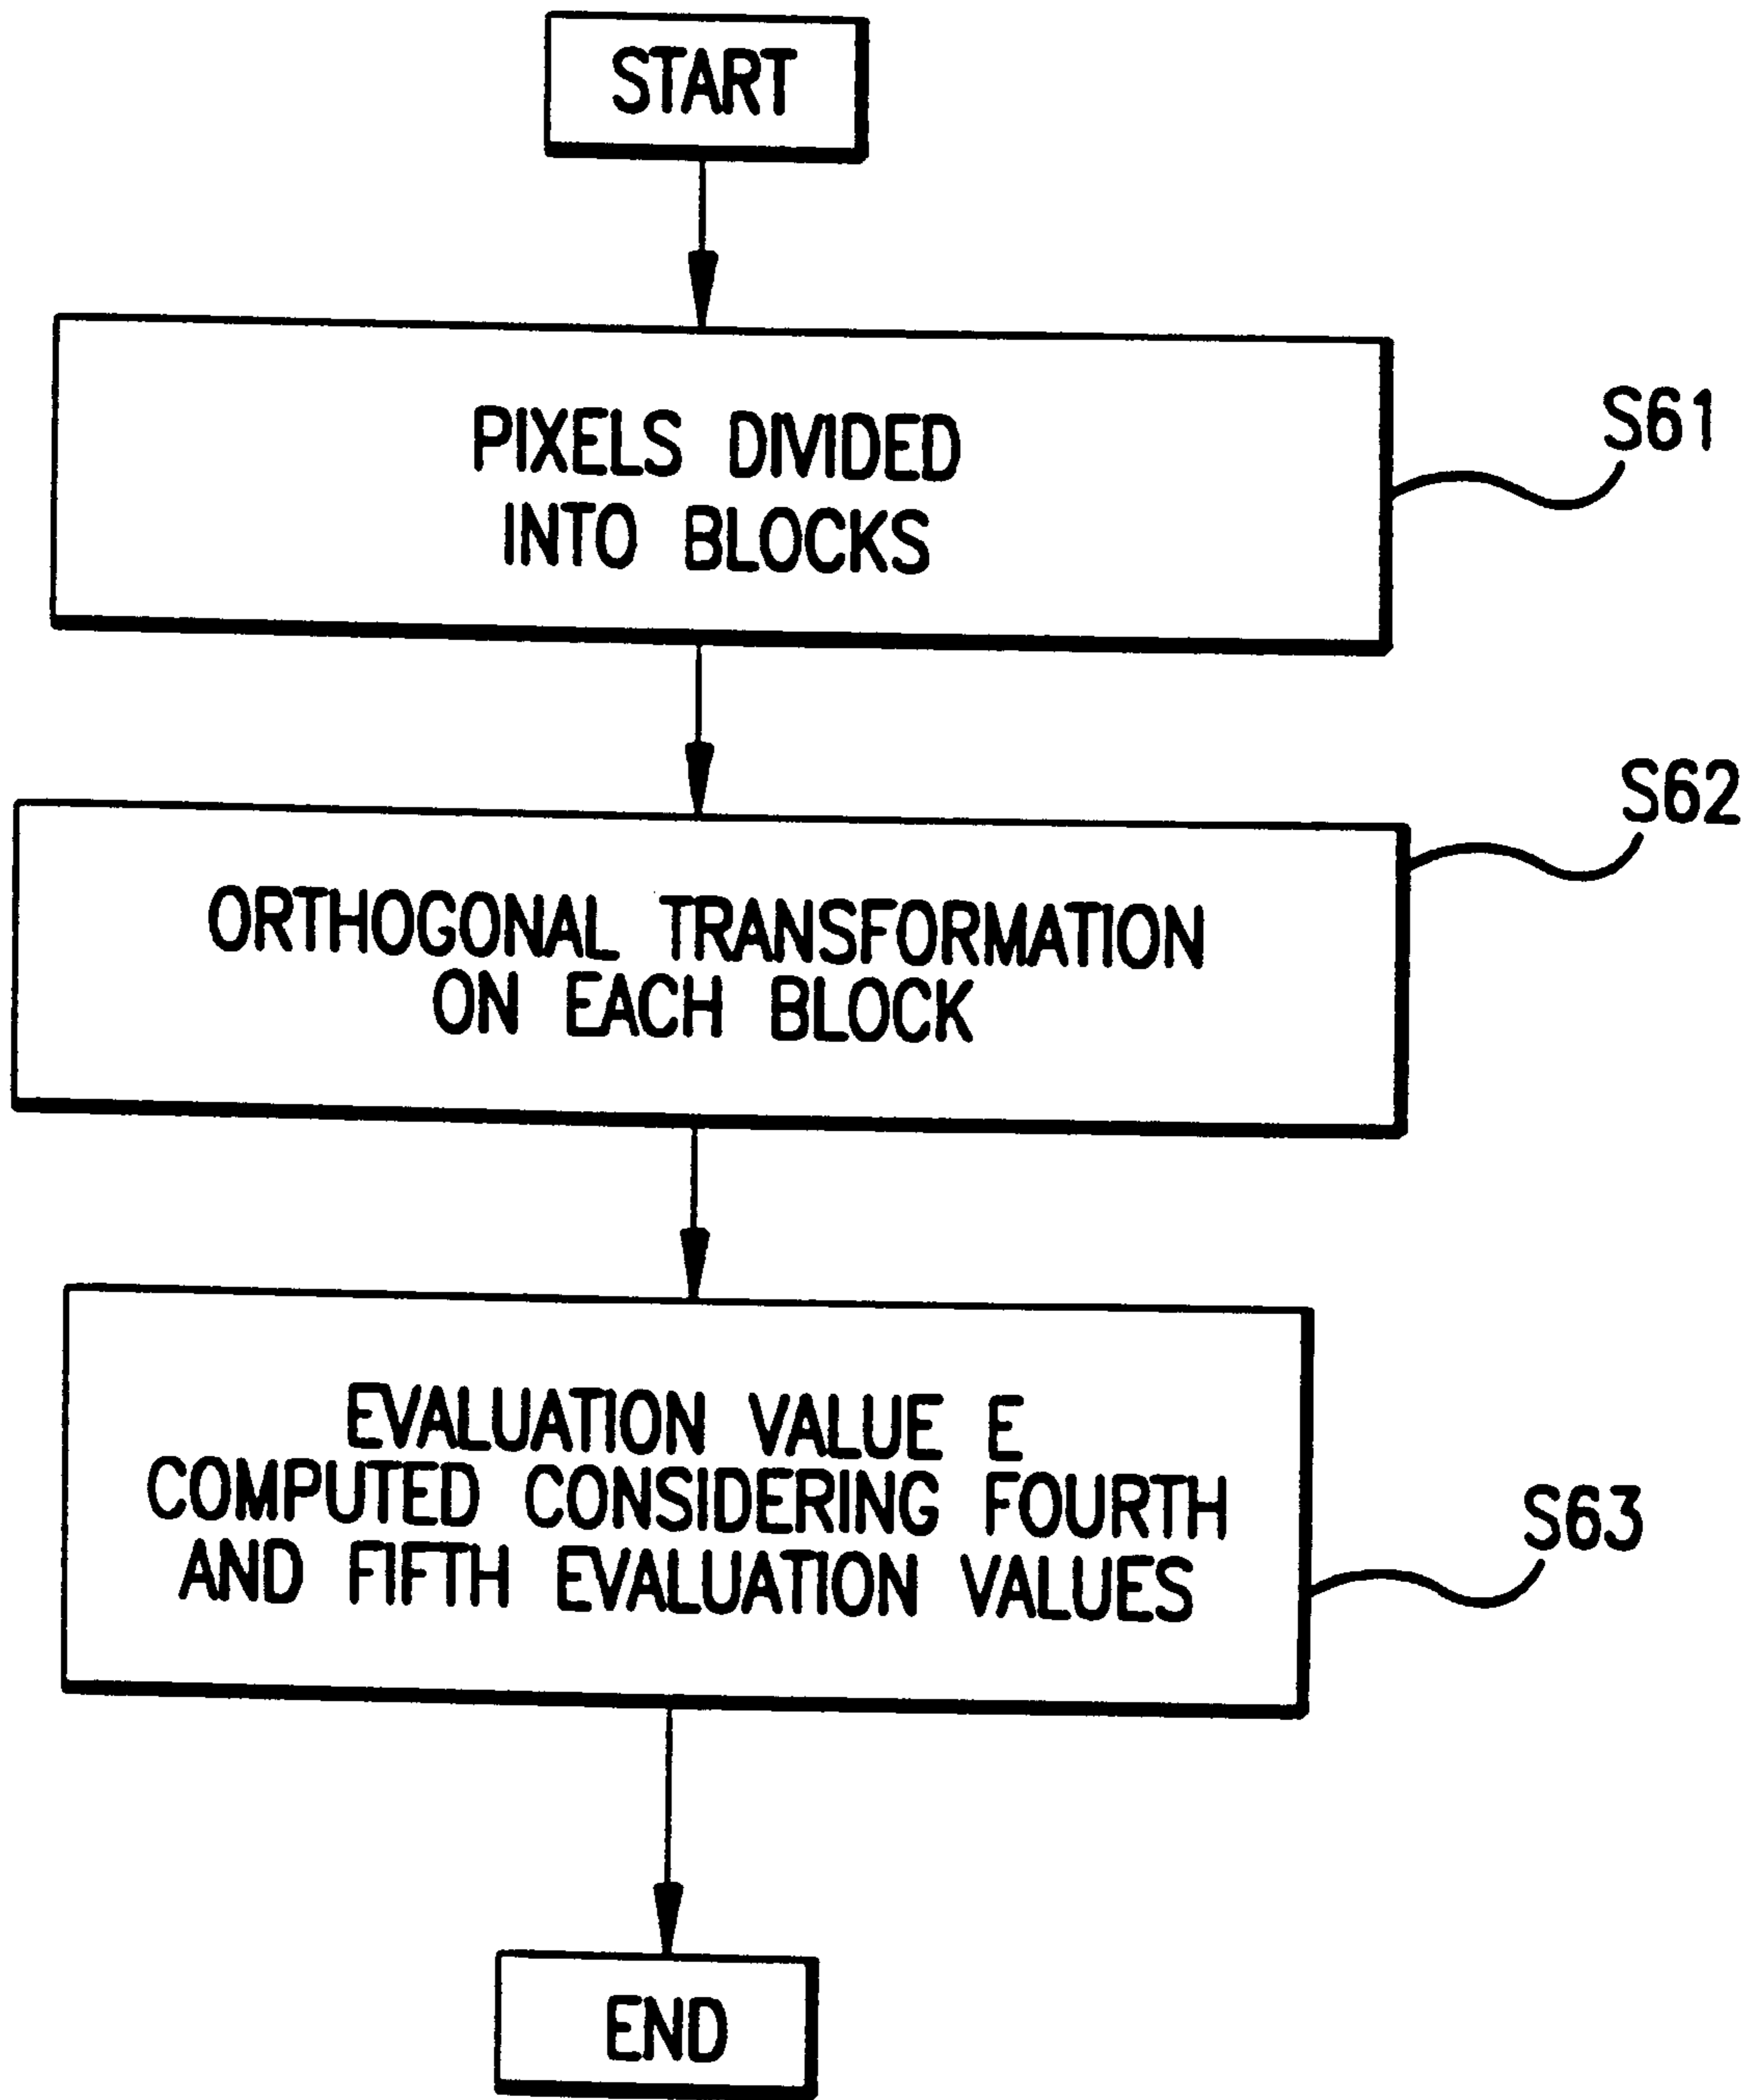 START
PIXELS DIVIDED
INTO BLOCKS
S61
ORTHOGONAL TRANSFORMATION
ON EACH BLOCK
S62
EVALUATION VALUE E
COMPUTED CONSIDERING FOURTH
AND FIFTH EVALUATION VALUES
S63
END